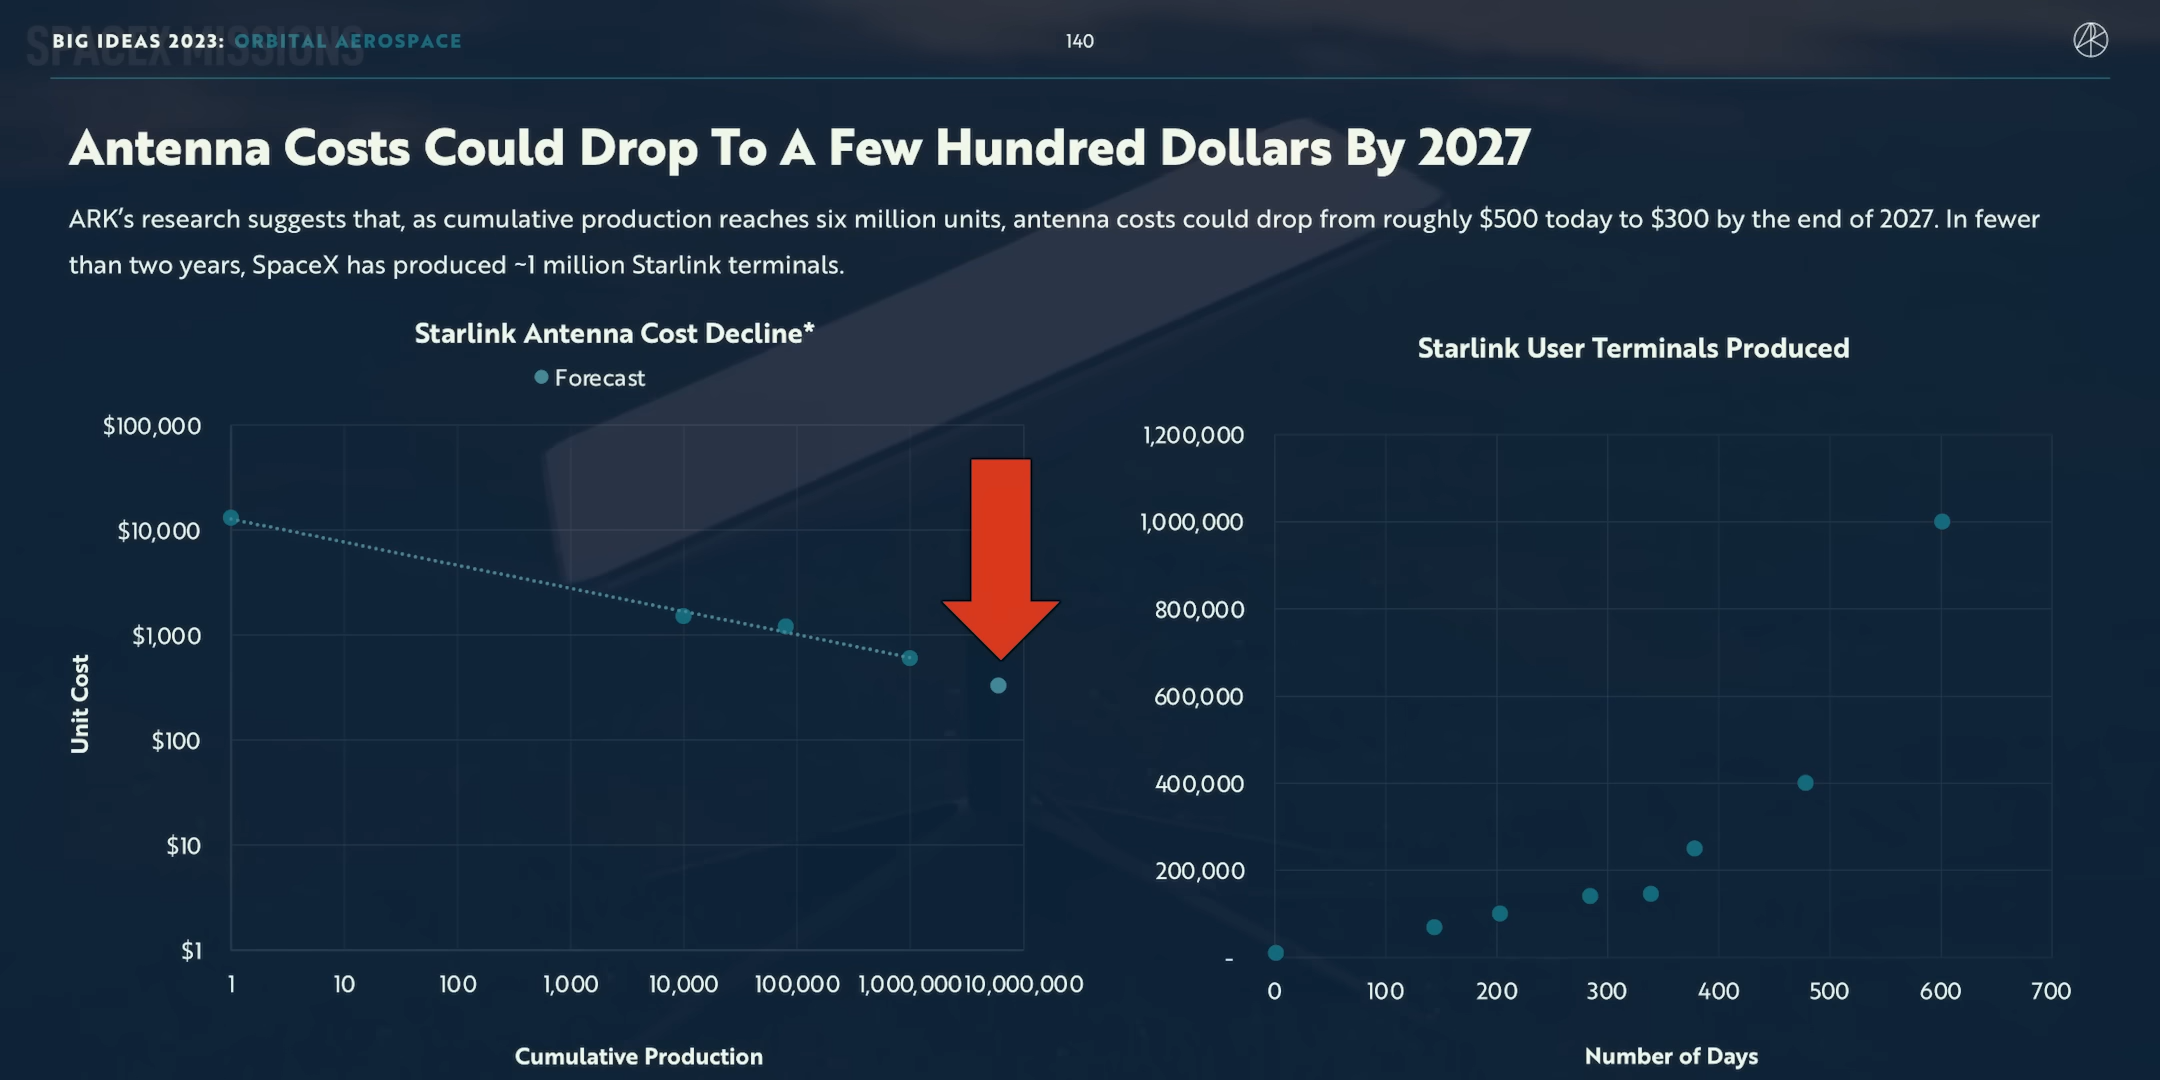 SPACEX MISSIONS
BIG IDEAS 2023: ORBITAL AEROSPACE
140
Antenna Costs Could Drop To A Few Hundred Dollars By 2027
ARK's research suggests that, as cumulative production reaches six million units, antenna costs could drop from roughly $500 today to $300 by the end of 2027. In fewer
than two years, SpaceX has produced ~1 million Starlink terminals.
Starlink Antenna Cost Decline*
Forecast
$100,000
$10,000
$1,000
$100
$10
$1
Unit Cost
1 10 100 1,000 10,000 100,000 1,000,000 10,000,000
Cumulative Production
Starlink User Terminals Produced
1,200,000
1,000,000
800,000
600,000
400,000
200,000
-
0 100 200 300 400 500 600 700
Number of Days